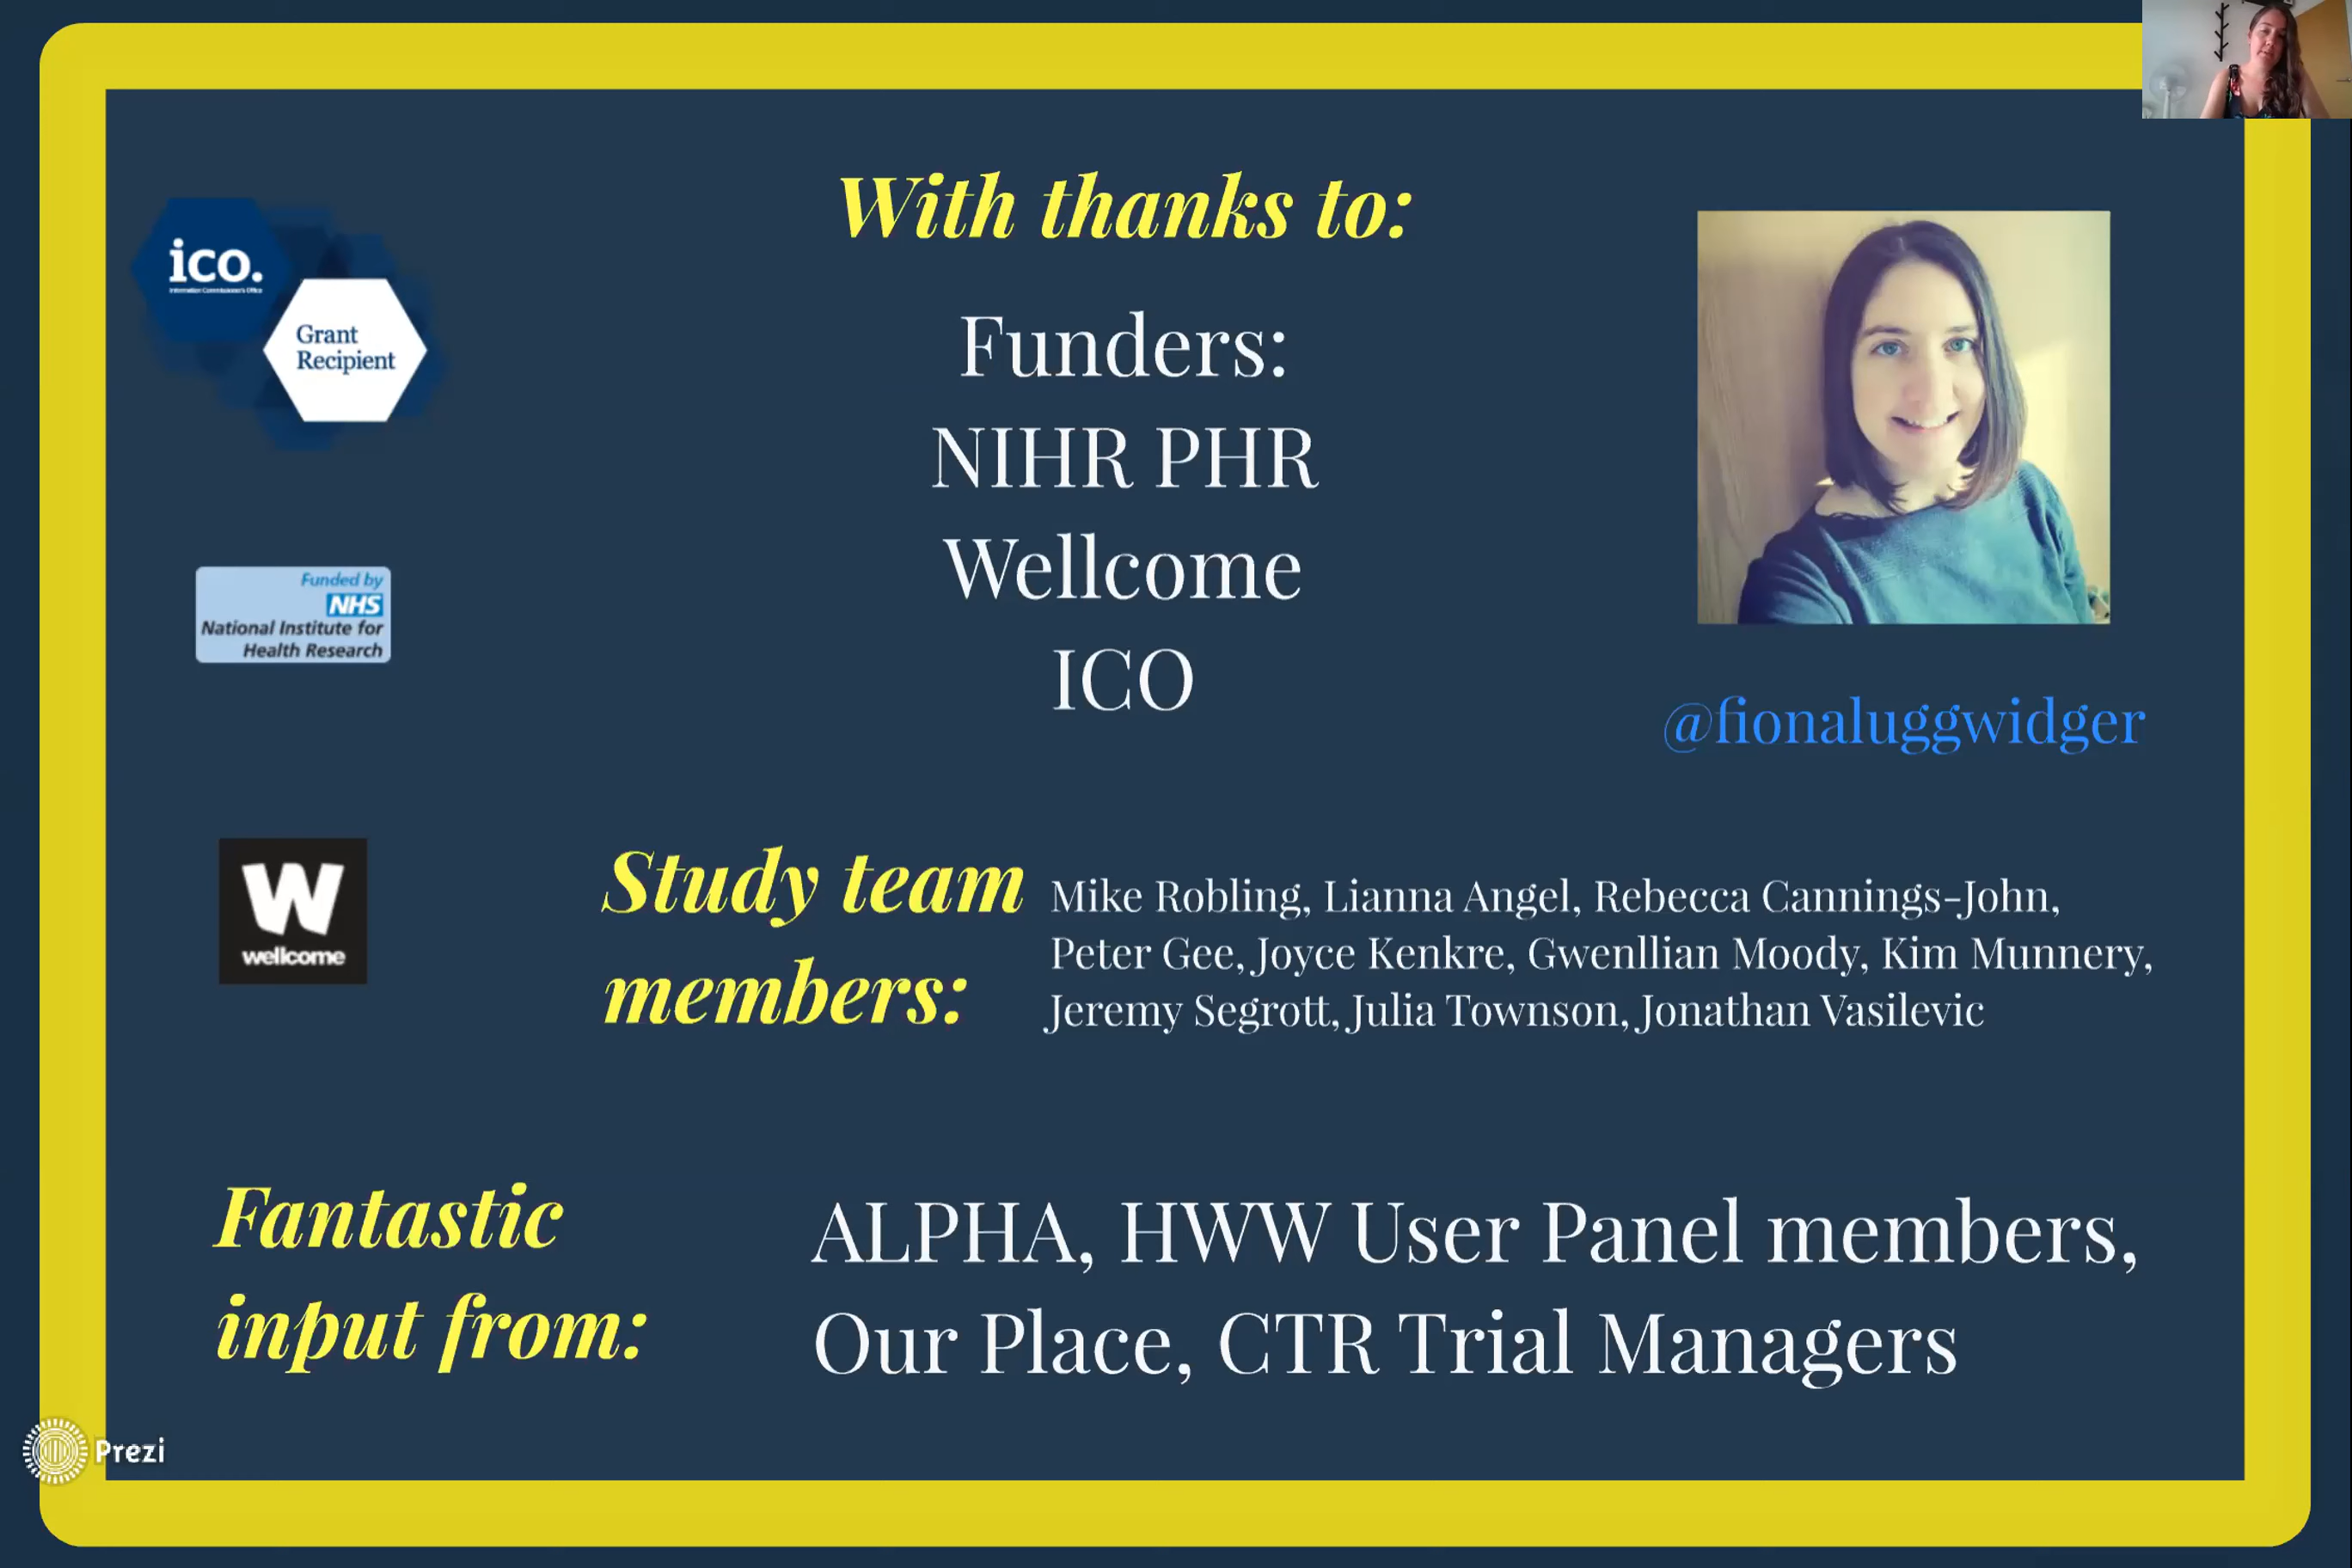 With thanks to:
ico.
Information Commissioner's Office
Grant
Recipient
Funders:
NIHR PHR
Wellcome
ICO
Funded by
NHS
National Institute for
Health Research
@fionaluggwidger
W
wellcome
Study team
members:
Mike Robling, Lianna Angel, Rebecca Cannings-John,
Peter Gee, Joyce Kenkre, Gwenllian Moody, Kim Munnery,
Jeremy Segrott, Julia Townson, Jonathan Vasilevic
Fantastic
input from:
ALPHA, HWW User Panel members,
Our Place, CTR Trial Managers
Prezi